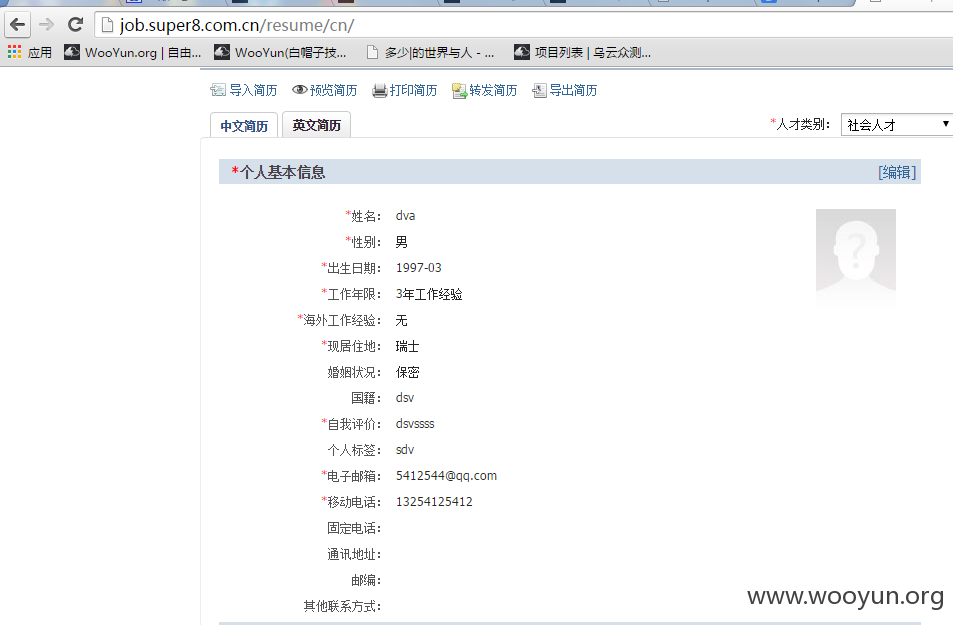 job.super8.com.cn/resume/cn/
应用 WooYun.org | 自由... WooYun(白帽子技... 多少|的世界与人 - ... 项目列表 | 乌云众测...
导入简历 预览简历 打印简历 转发简历 导出简历
中文简历 英文简历 *人才类别： 社会人才
*个人基本信息 [编辑]
*姓名： dva
*性别： 男
*出生日期： 1997-03
*工作年限： 3年工作经验
*海外工作经验： 无
*现居住地： 瑞士
婚姻状况： 保密
国籍： dsv
*自我评价： dsvssss
个人标签： sdv
*电子邮箱： 5412544@qq.com
*移动电话： 13254125412
固定电话：
通讯地址：
邮编：
其他联系方式：
www.wooyun.org